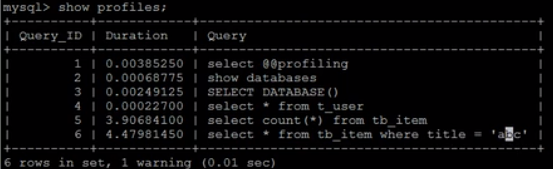 mysql> show profiles;
+----------+------------+-------------------------------------------+
| Query_ID | Duration | Query |
+----------+------------+-------------------------------------------+
| 1 | 0.00385250 | select @@profiling |
| 2 | 0.00068775 | show databases |
| 3 | 0.00249125 | SELECT DATABASE() |
| 4 | 0.00022700 | select * from t_user |
| 5 | 3.90684100 | select count(*) from tb_item |
| 6 | 4.47981450 | select * from tb_item where title = 'abc' |
+----------+------------+-------------------------------------------+
6 rows in set, 1 warning (0.01 sec)